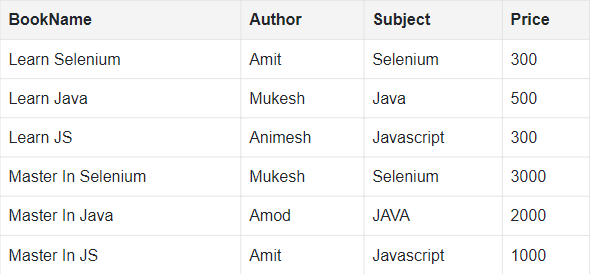 BookName Author Subject Price
Learn Selenium Amit Selenium 300
Learn Java Mukesh Java 500
Learn JS Animesh Javascript 300
Master In Selenium Mukesh Selenium 3000
Master In Java Amod JAVA 2000
Master In JS Amit Javascript 1000